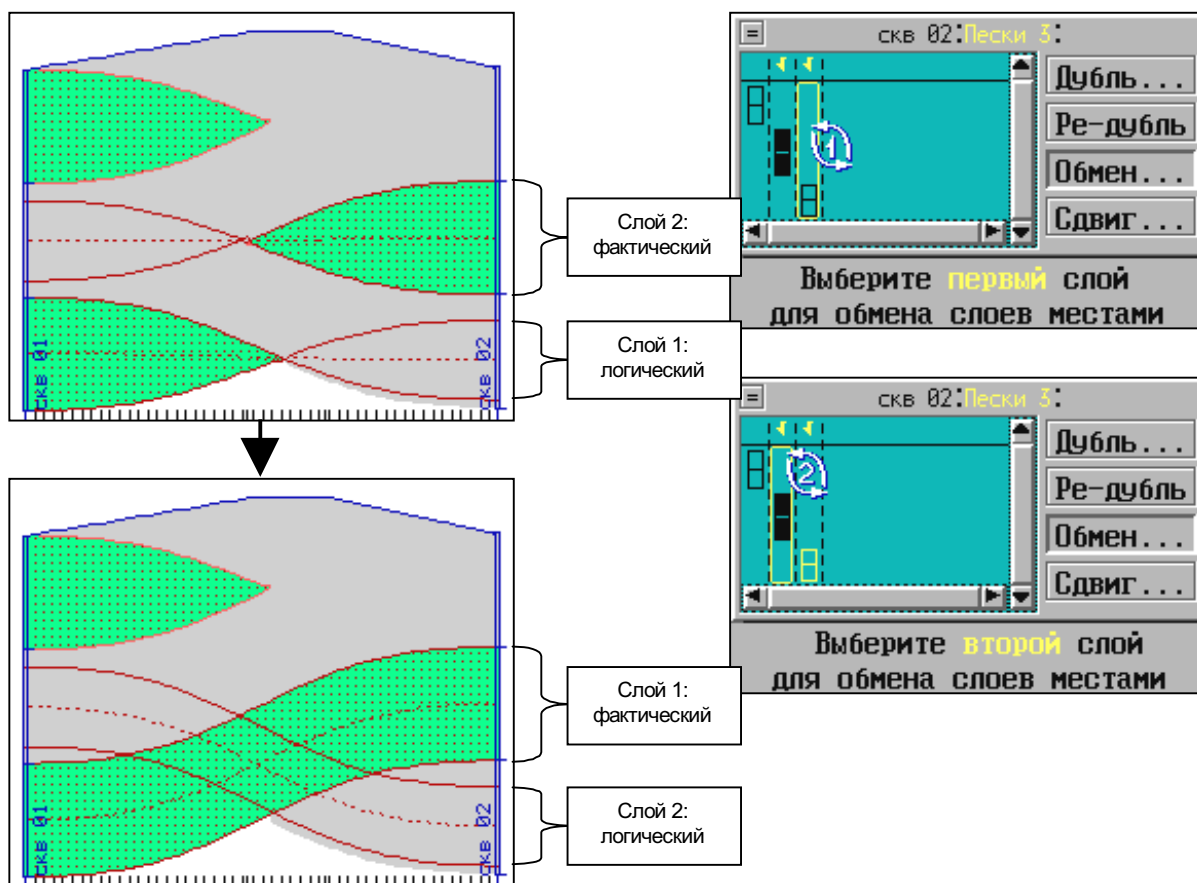 скв 01
скв 02
Слой 2:
фактический
Слой 1:
логический
скв 02:Пески 3:
1
Дубль...
Ре-дубль
Обмен...
Сдвиг...
Выберите первый слой
для обмена слоев местами
скв 02:Пески 3:
2
Дубль...
Ре-дубль
Обмен...
Сдвиг...
Выберите второй слой
для обмена слоев местами
скв 01
скв 02
Слой 1:
фактический
Слой 2:
логический